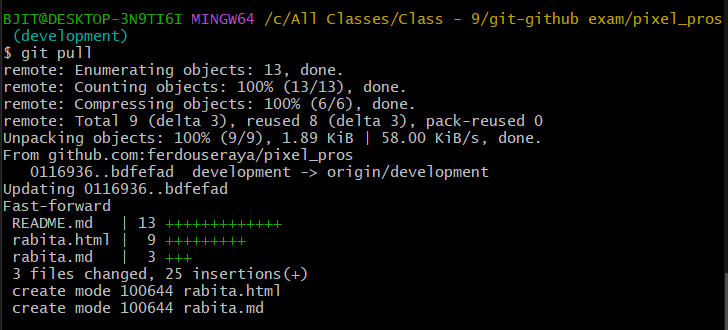 BJIT@DESKTOP-3N9TI6I MINGW64 /c/All Classes/Class - 9/git-github exam/pixel_pros
(development)
$ git pull
remote: Enumerating objects: 13, done.
remote: Counting objects: 100% (13/13), done.
remote: Compressing objects: 100% (6/6), done.
remote: Total 9 (delta 3), reused 8 (delta 3), pack-reused 0
Unpacking objects: 100% (9/9), 1.89 KiB | 58.00 KiB/s, done.
From github.com:ferdouseraya/pixel_pros
   0116936..bdfefad  development -> origin/development
Updating 0116936..bdfefad
Fast-forward
 README.md   | 13 +++++++++++++
 rabita.html |  9 +++++++++
 rabita.md   |  3 +++
 3 files changed, 25 insertions(+)
 create mode 100644 rabita.html
 create mode 100644 rabita.md